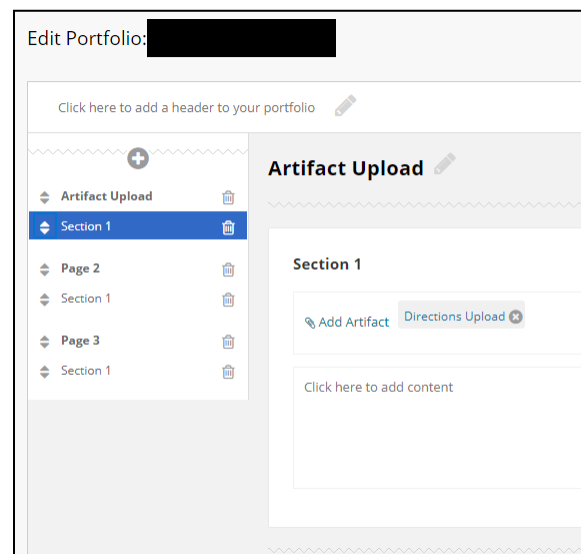 Edit Portfolio:
Click here to add a header to your portfolio
Artifact Upload
Section 1
Page 2
Section 1
Page 3
Section 1
Artifact Upload
Section 1
Add Artifact Directions Upload
Click here to add content